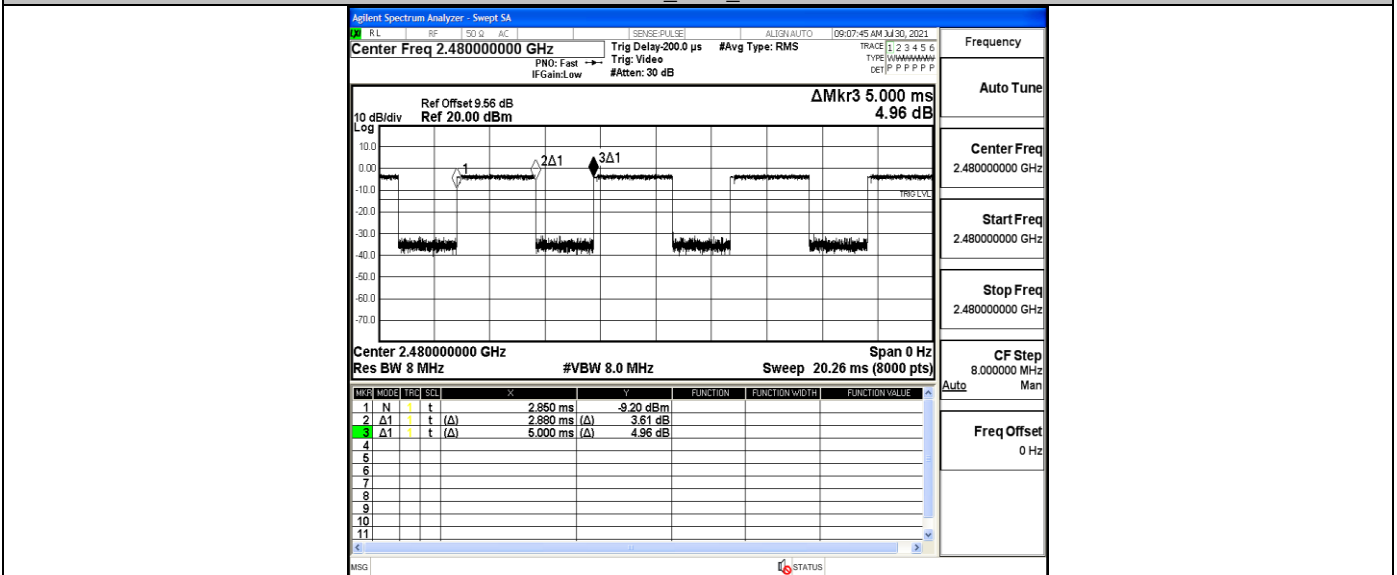 Agilent Spectrum Analyzer - Swept SA
RL RF 50 Ω AC SENSE:PULSE ALIGN AUTO 09:07:45 AM Jul 30, 2021
Center Freq 2.480000000 GHz
PNO: Fast
IFGain:Low
Trig Delay-200.0 µs
Trig: Video
#Atten: 30 dB
#Avg Type: RMS
TRACE 1 2 3 4 5 6
TYPE
DET P P P P P P
ΔMkr3 5.000 ms
4.96 dB
Ref Offset 9.56 dB
10 dB/div Ref 20.00 dBm
Log
10.0
0.00
-10.0
-20.0
-30.0
-40.0
-50.0
-60.0
-70.0
1
2Δ1
3Δ1
TRIG LVL
Center 2.480000000 GHz Span 0 Hz
Res BW 8 MHz #VBW 8.0 MHz Sweep 20.26 ms (8000 pts)
MKR MODE TRC SCL X Y FUNCTION FUNCTION WIDTH FUNCTION VALUE
1 N 1 t 2.850 ms -9.20 dBm
2 Δ1 1 t (Δ) 2.880 ms (Δ) 3.61 dB
3 Δ1 1 t (Δ) 5.000 ms (Δ) 4.96 dB
4
5
6
7
8
9
10
11
MSG STATUS
Frequency
Auto Tune
Center Freq
2.480000000 GHz
Start Freq
2.480000000 GHz
Stop Freq
2.480000000 GHz
CF Step
8.000000 MHz
Auto Man
Freq Offset
0 Hz